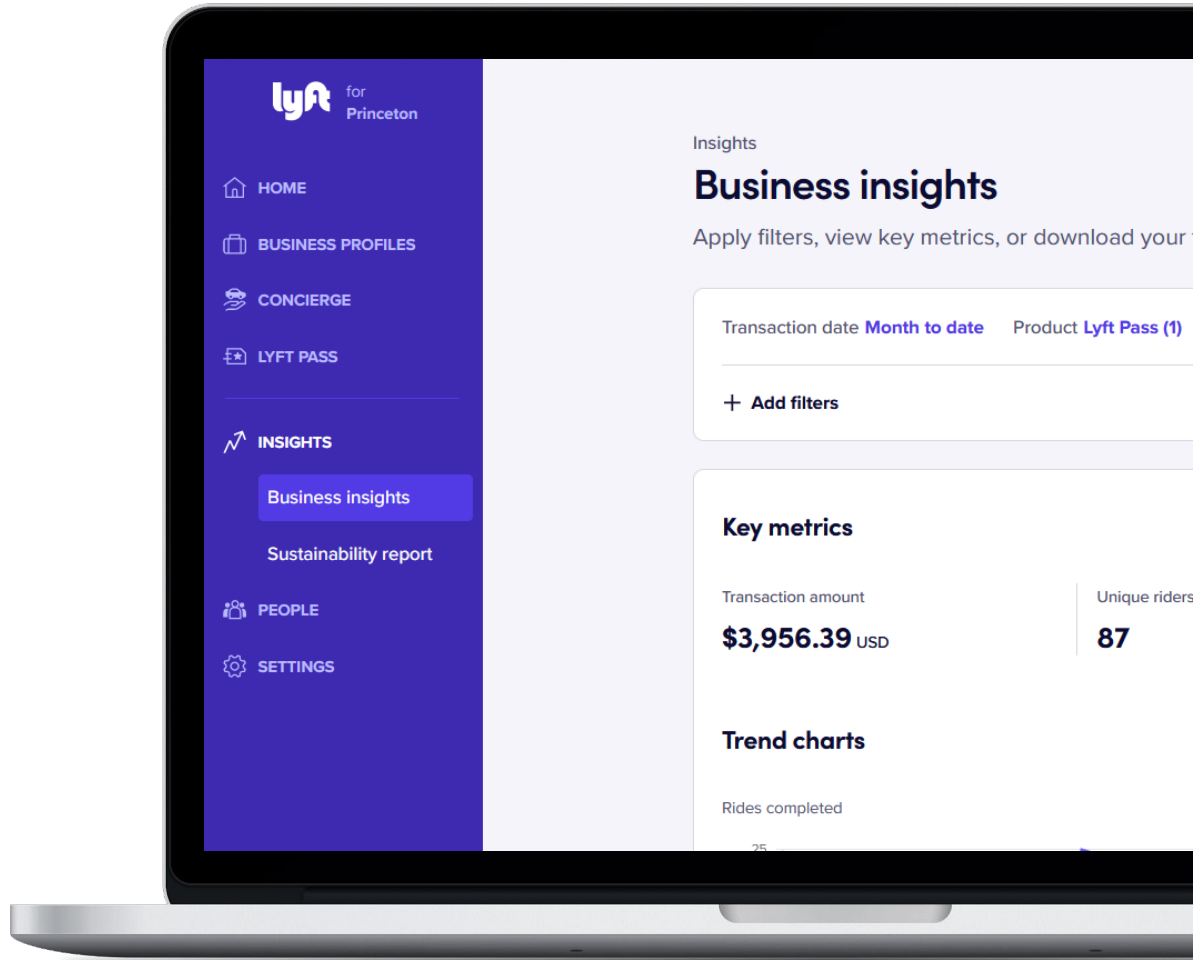 lyft for
Princeton
HOME
BUSINESS PROFILES
CONCIERGE
LYFT PASS
INSIGHTS
Business insights
Sustainability report
PEOPLE
SETTINGS
Insights
Business insights
Apply filters, view key metrics, or download your
Transaction date Month to date Product Lyft Pass (1)
+ Add filters
Key metrics
Transaction amount
$3,956.39 USD
Unique riders
87
Trend charts
Rides completed
25